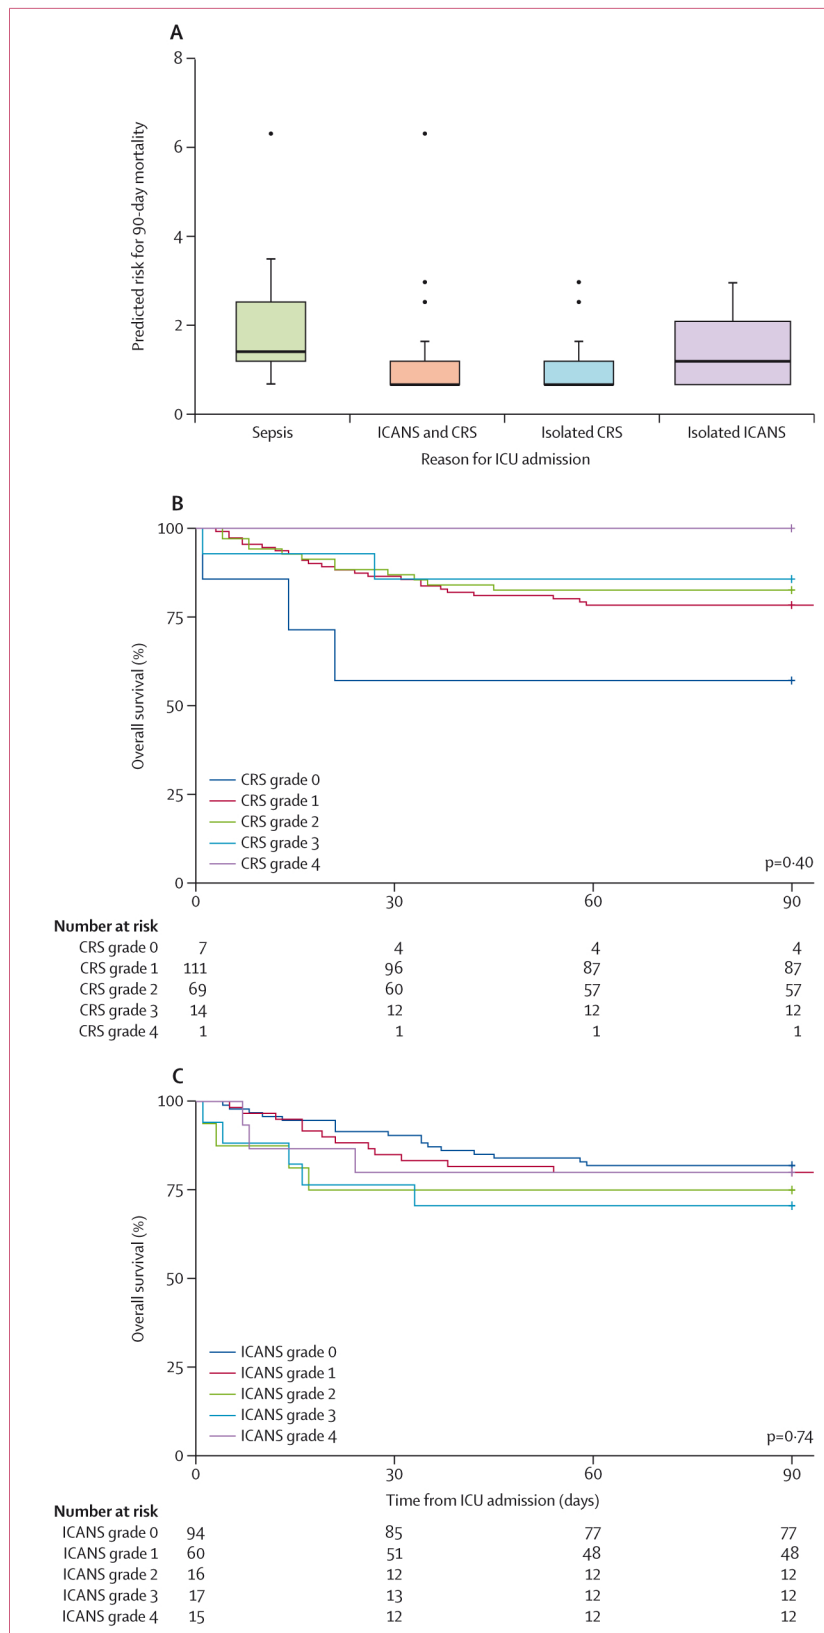 A
8
6
4
2
0
Predicted risk for 90-day mortality
Sepsis
ICANS and CRS
Isolated CRS
Isolated ICANS
Reason for ICU admission
B
100
75
50
25
0
Overall survival (%)
CRS grade 0
CRS grade 1
CRS grade 2
CRS grade 3
CRS grade 4
p=0·40
0 30 60 90
Number at risk
CRS grade 0 7 4 4 4
CRS grade 1 111 96 87 87
CRS grade 2 69 60 57 57
CRS grade 3 14 12 12 12
CRS grade 4 1 1 1 1
C
100
75
50
25
0
Overall survival (%)
ICANS grade 0
ICANS grade 1
ICANS grade 2
ICANS grade 3
ICANS grade 4
p=0·74
0 30 60 90
Time from ICU admission (days)
Number at risk
ICANS grade 0 94 85 77 77
ICANS grade 1 60 51 48 48
ICANS grade 2 16 12 12 12
ICANS grade 3 17 13 12 12
ICANS grade 4 15 12 12 12